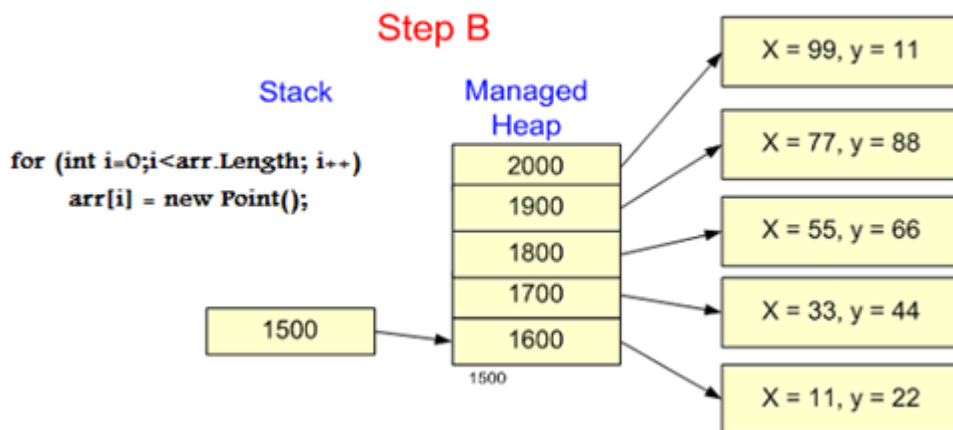 Step B
Stack
Managed
Heap
for (int i=0;i<arr.Length; i++)
arr[i] = new Point();
2000
1900
1800
1700
1600
1500
1500
X = 99, y = 11
X = 77, y = 88
X = 55, y = 66
X = 33, y = 44
X = 11, y = 22